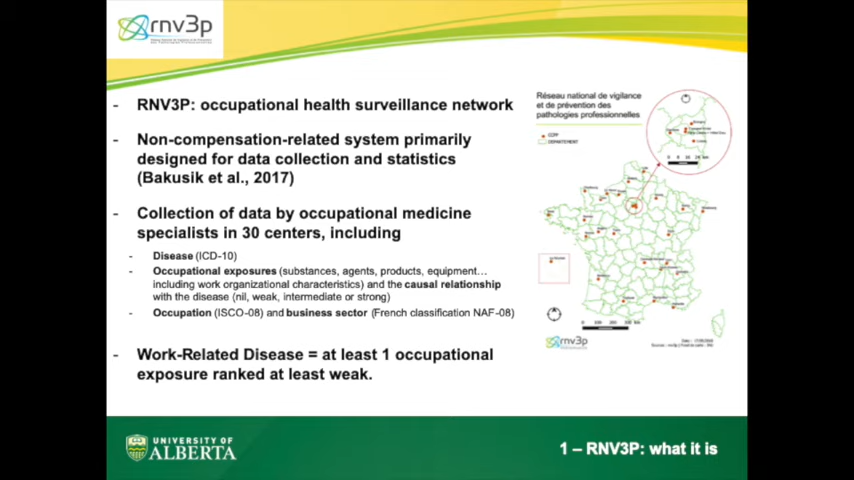 rnv3p
- RNV3P: occupational health surveillance network
- Non-compensation-related system primarily
designed for data collection and statistics
(Bakusik et al., 2017)
- Collection of data by occupational medicine
specialists in 30 centers, including
- Disease (ICD-10)
- Occupational exposures (substances, agents, products, equipment…
including work organizational characteristics) and the causal relationship
with the disease (nil, weak, intermediate or strong)
- Occupation (ISCO-08) and business sector (French classification NAF-08)
- Work-Related Disease = at least 1 occupational
exposure ranked at least weak.
Réseau national de vigilance
et de prévention des
pathologies professionnelles
CCPP
DEPARTEMENT
rnv3p
UNIVERSITY OF
ALBERTA
1 – RNV3P: what it is